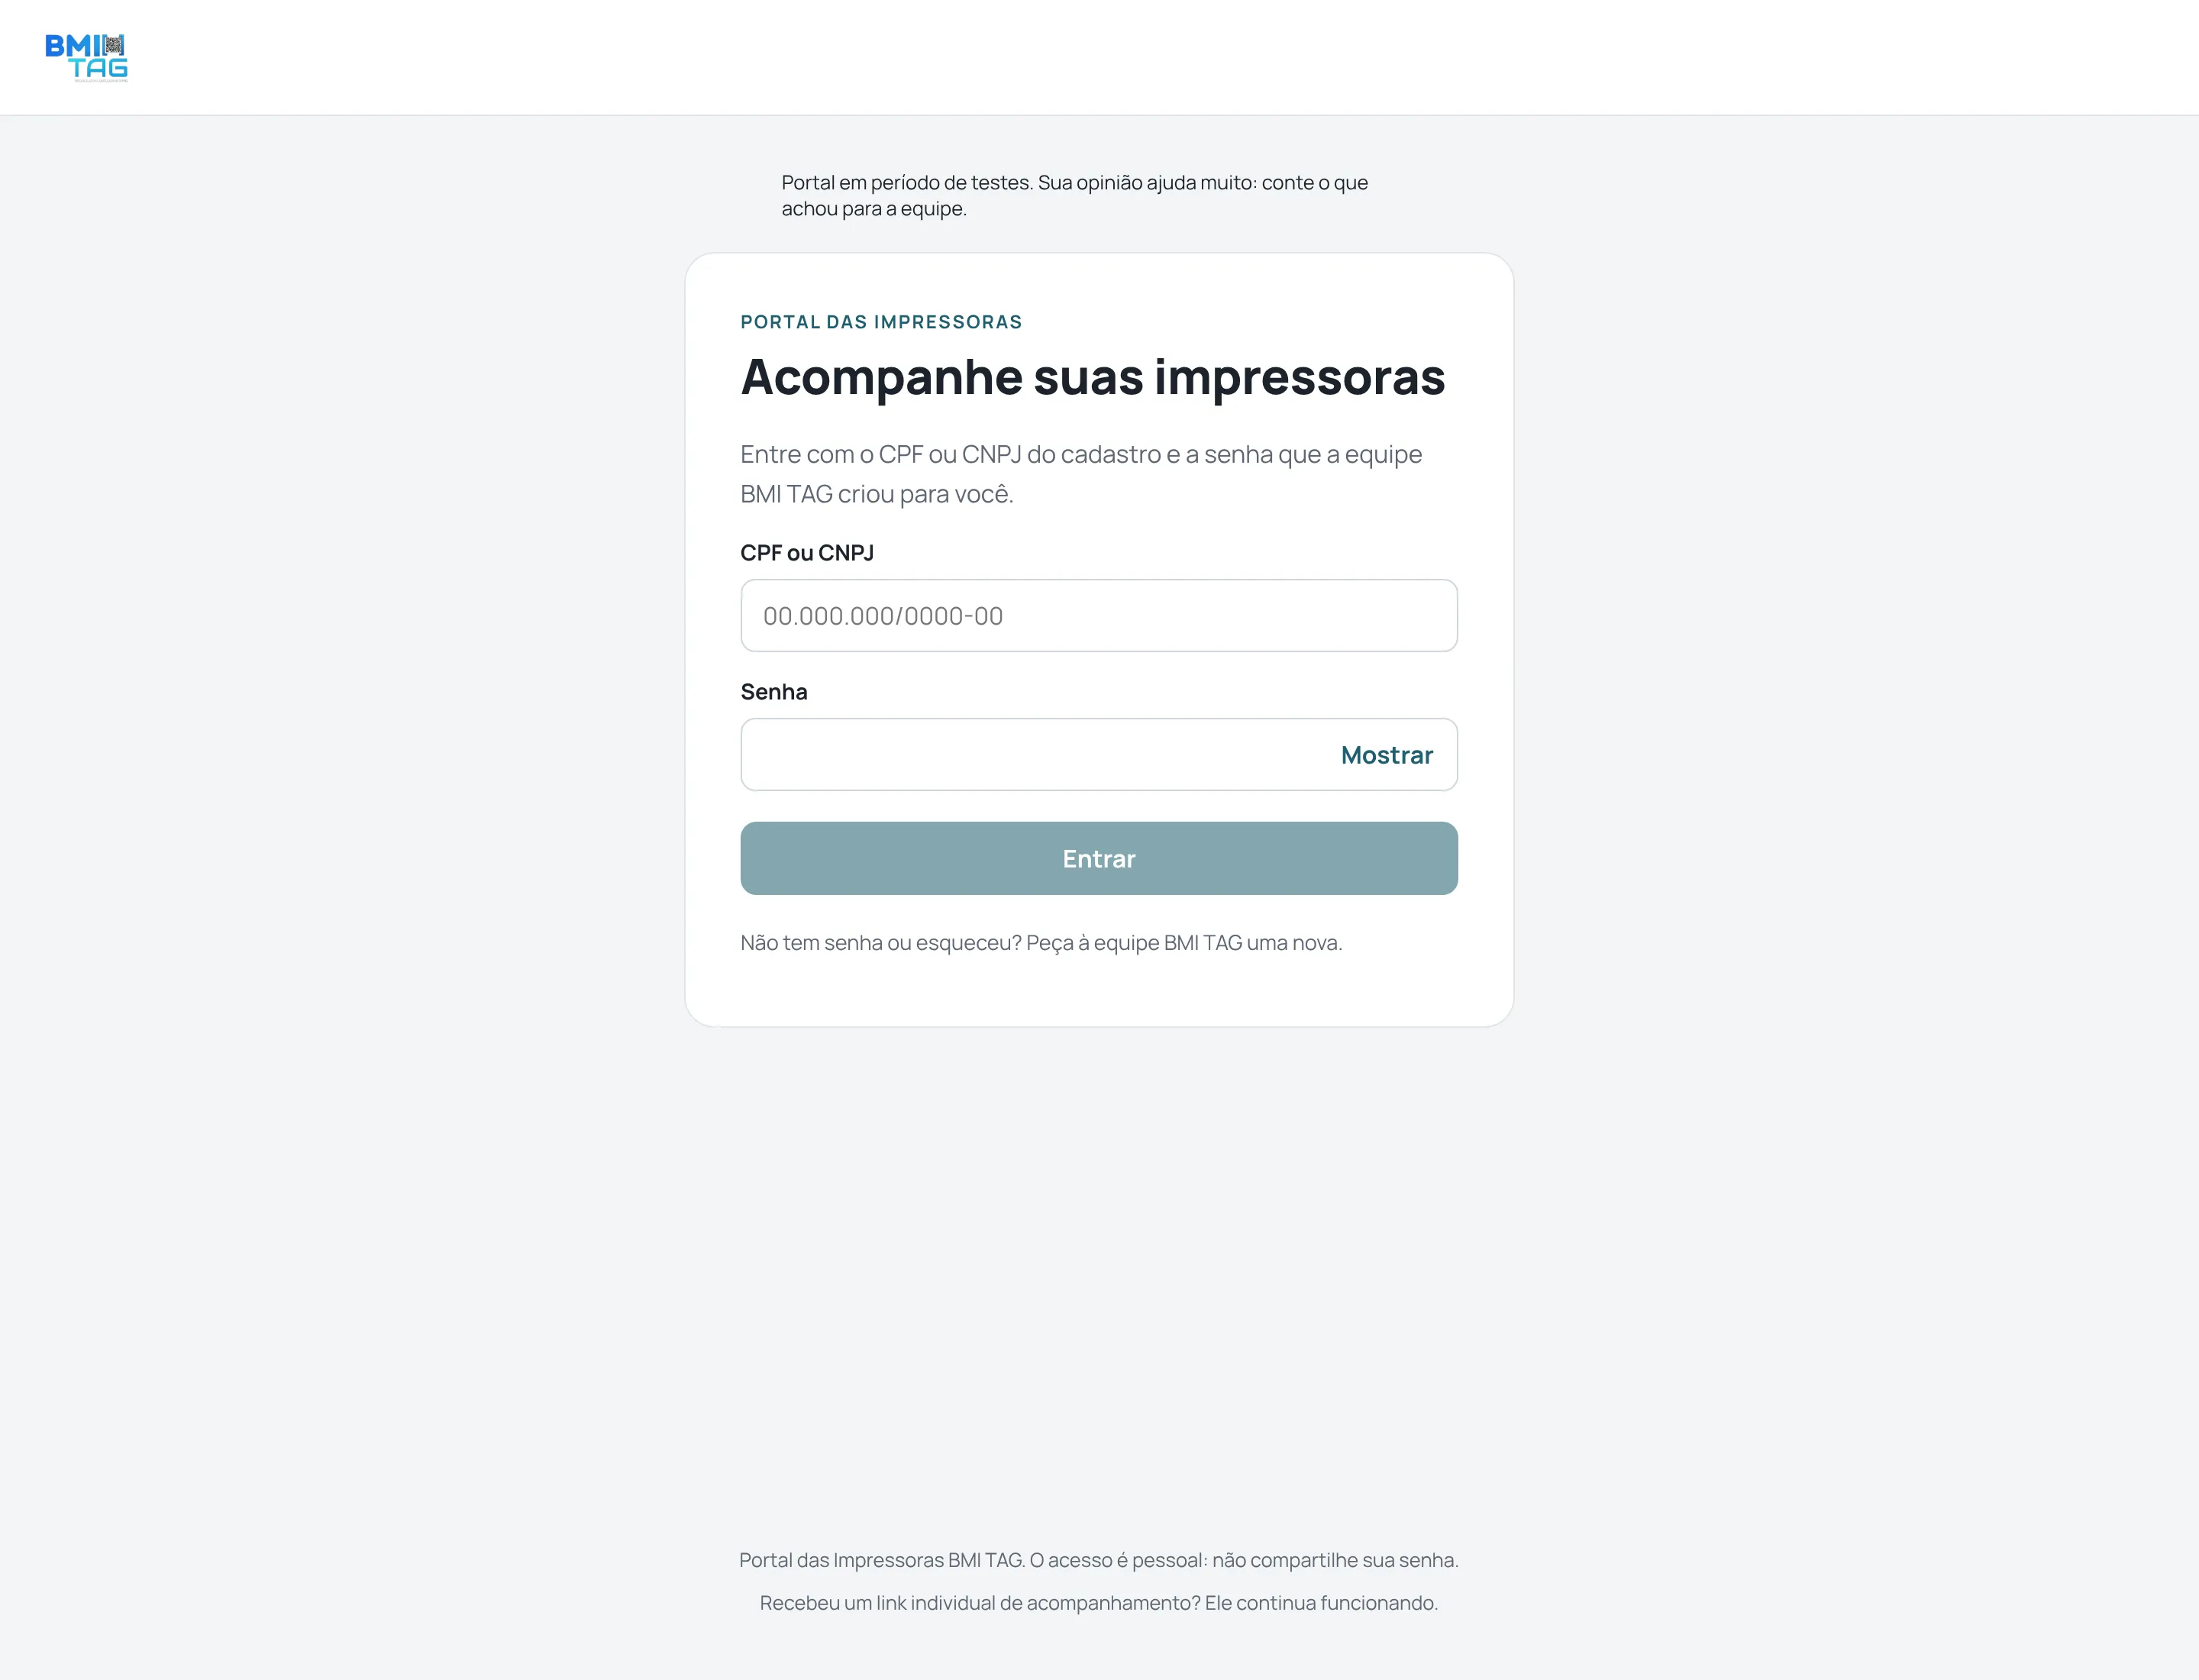 BMI
TAG
Portal em período de testes. Sua opinião ajuda muito: conte o que
achou para a equipe.
PORTAL DAS IMPRESSORAS
Acompanhe suas impressoras
Entre com o CPF ou CNPJ do cadastro e a senha que a equipe
BMI TAG criou para você.
CPF ou CNPJ
00.000.000/0000-00
Senha
Mostrar
Entrar
Não tem senha ou esqueceu? Peça à equipe BMI TAG uma nova.
Portal das Impressoras BMI TAG. O acesso é pessoal: não compartilhe sua senha.
Recebeu um link individual de acompanhamento? Ele continua funcionando.